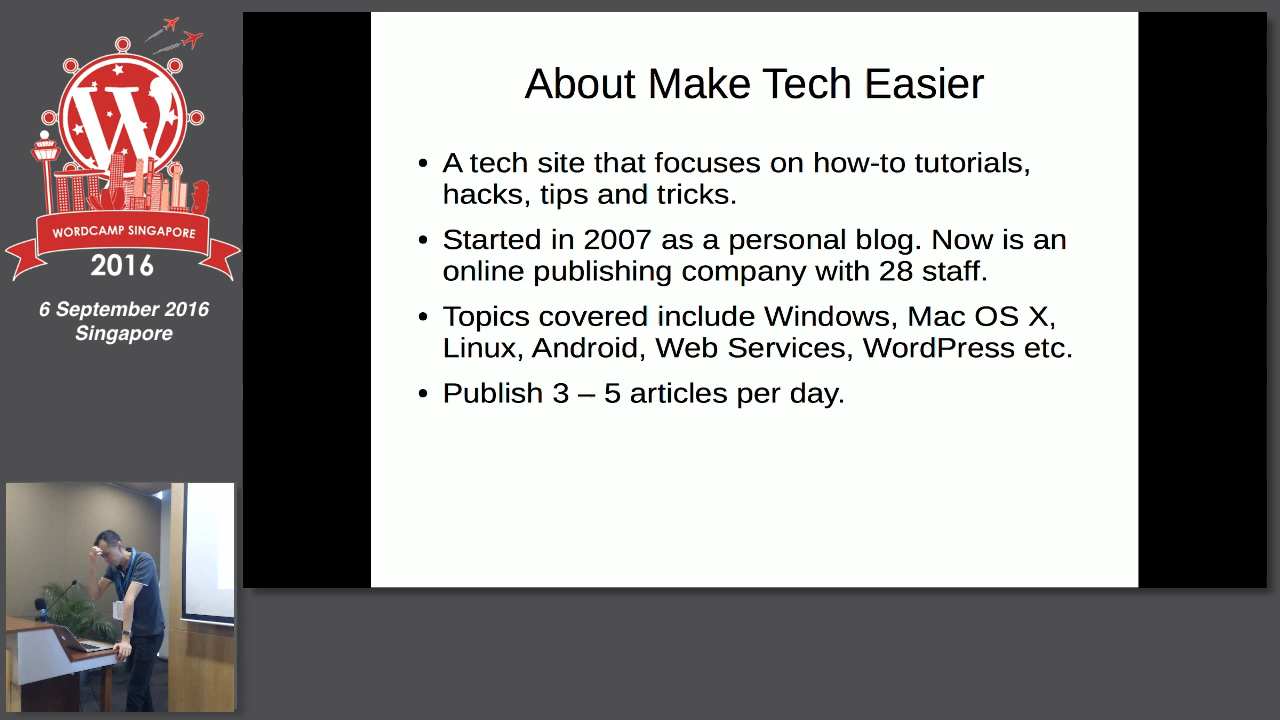 W
WORDCAMP SINGAPORE
2016
6 September 2016
Singapore
About Make Tech Easier
• A tech site that focuses on how-to tutorials,
hacks, tips and tricks.
• Started in 2007 as a personal blog. Now is an
online publishing company with 28 staff.
• Topics covered include Windows, Mac OS X,
Linux, Android, Web Services, WordPress etc.
• Publish 3 – 5 articles per day.